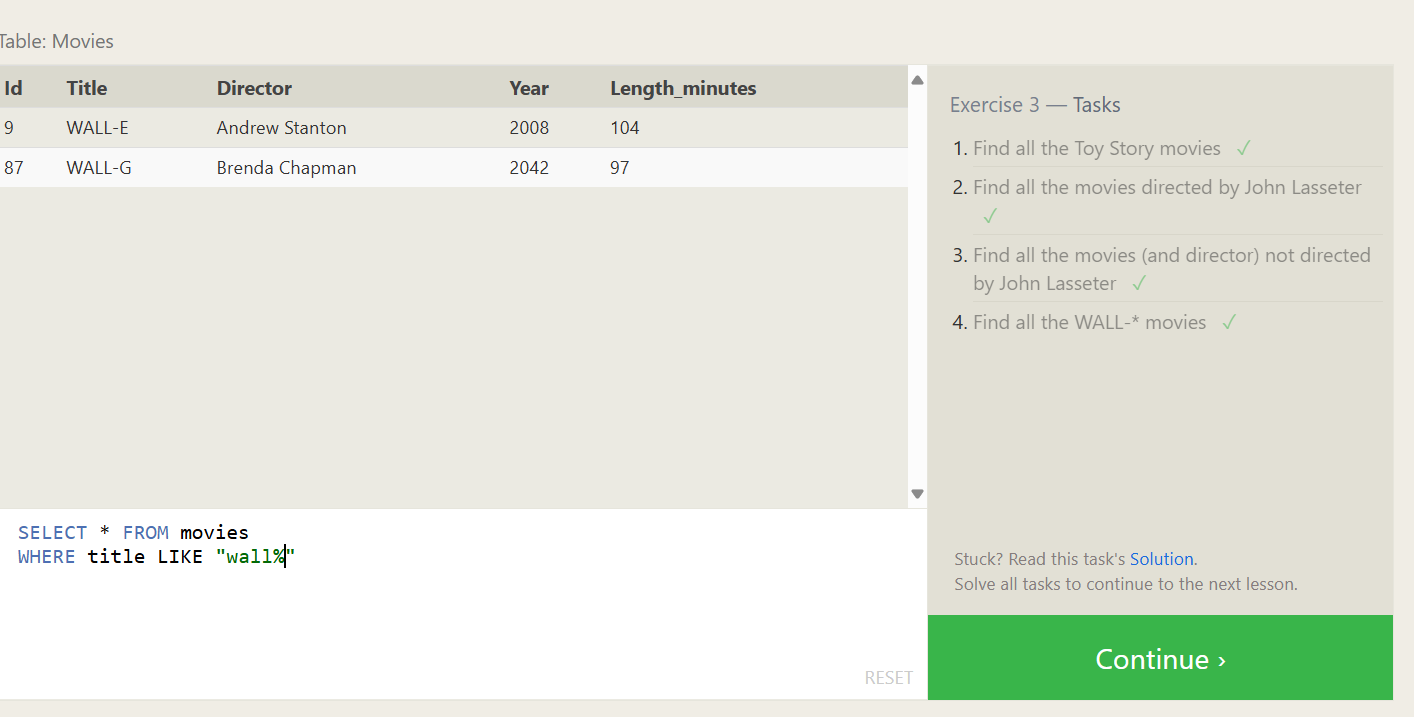 Table: Movies
Id Title Director Year Length_minutes
9 WALL-E Andrew Stanton 2008 104
87 WALL-G Brenda Chapman 2042 97
SELECT * FROM movies
WHERE title LIKE "wall%"
RESET
Exercise 3 — Tasks
1. Find all the Toy Story movies ✓
2. Find all the movies directed by John Lasseter
✓
3. Find all the movies (and director) not directed
by John Lasseter ✓
4. Find all the WALL-* movies ✓
Stuck? Read this task's Solution.
Solve all tasks to continue to the next lesson.
Continue ›